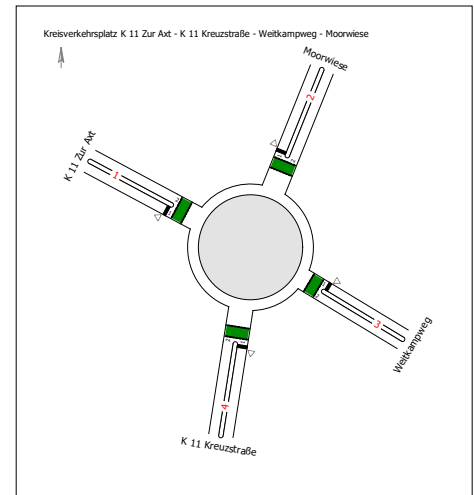 Kreisverkehrsplatz K 11 Zur Axt - K 11 Kreuzstraße - Weitkampweg - Moorwiese
Moorwiese
2
K 11 Zur Axt
1
3
Weitkampweg
4
K 11 Kreuzstraße